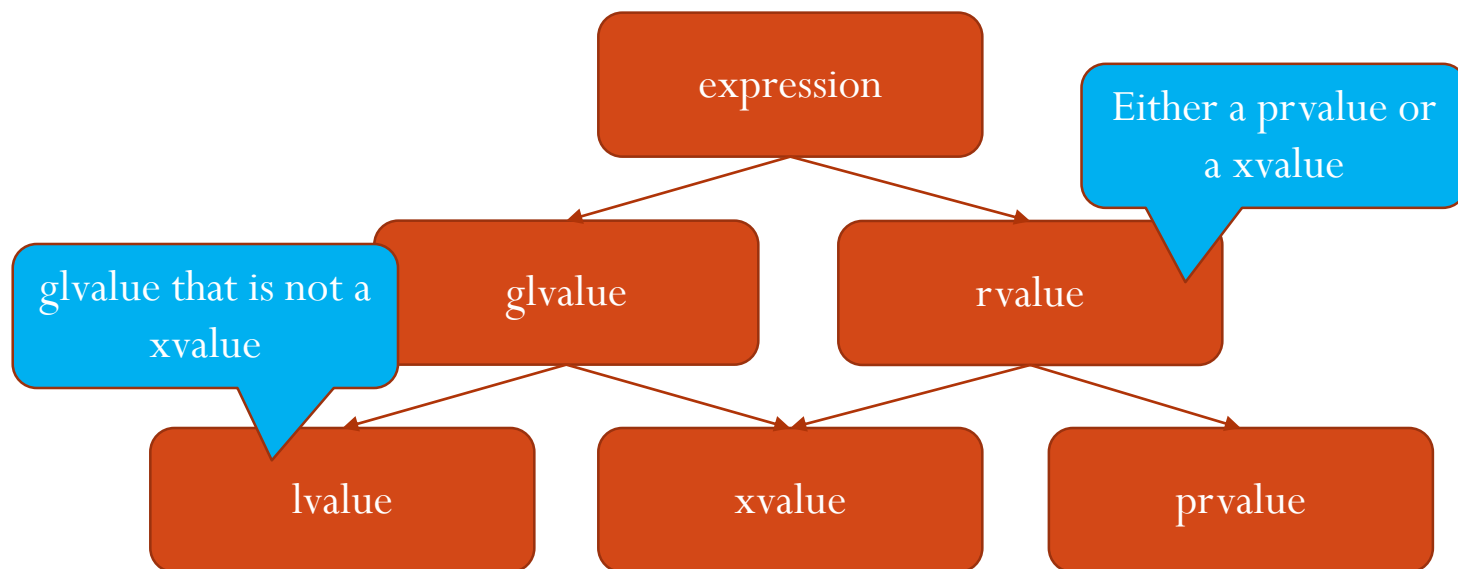 expression
Either a prvalue or
a xvalue
glvalue that is not a
xvalue
glvalue
rvalue
lvalue
xvalue
prvalue